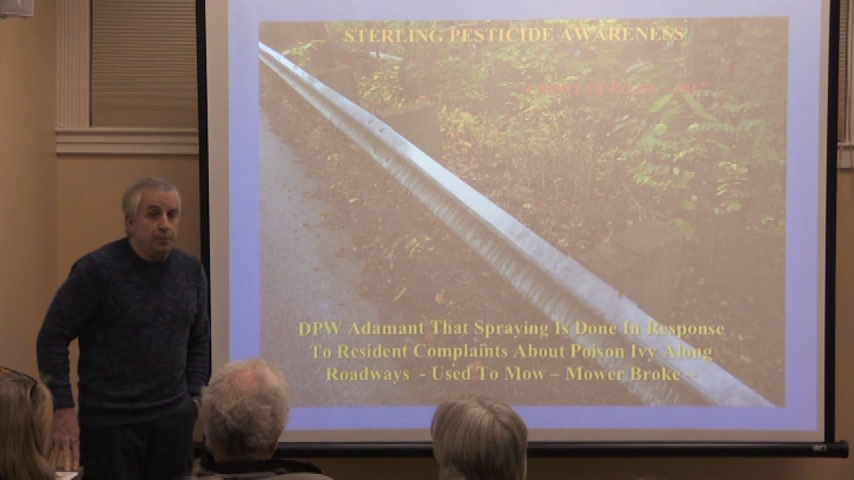 STERLING PESTICIDE AWARENESS
DPW Adamant That Spraying Is Done In Response
To Resident Complaints About Poison Ivy Along
Roadways - Used To Mow – Mower Broke –